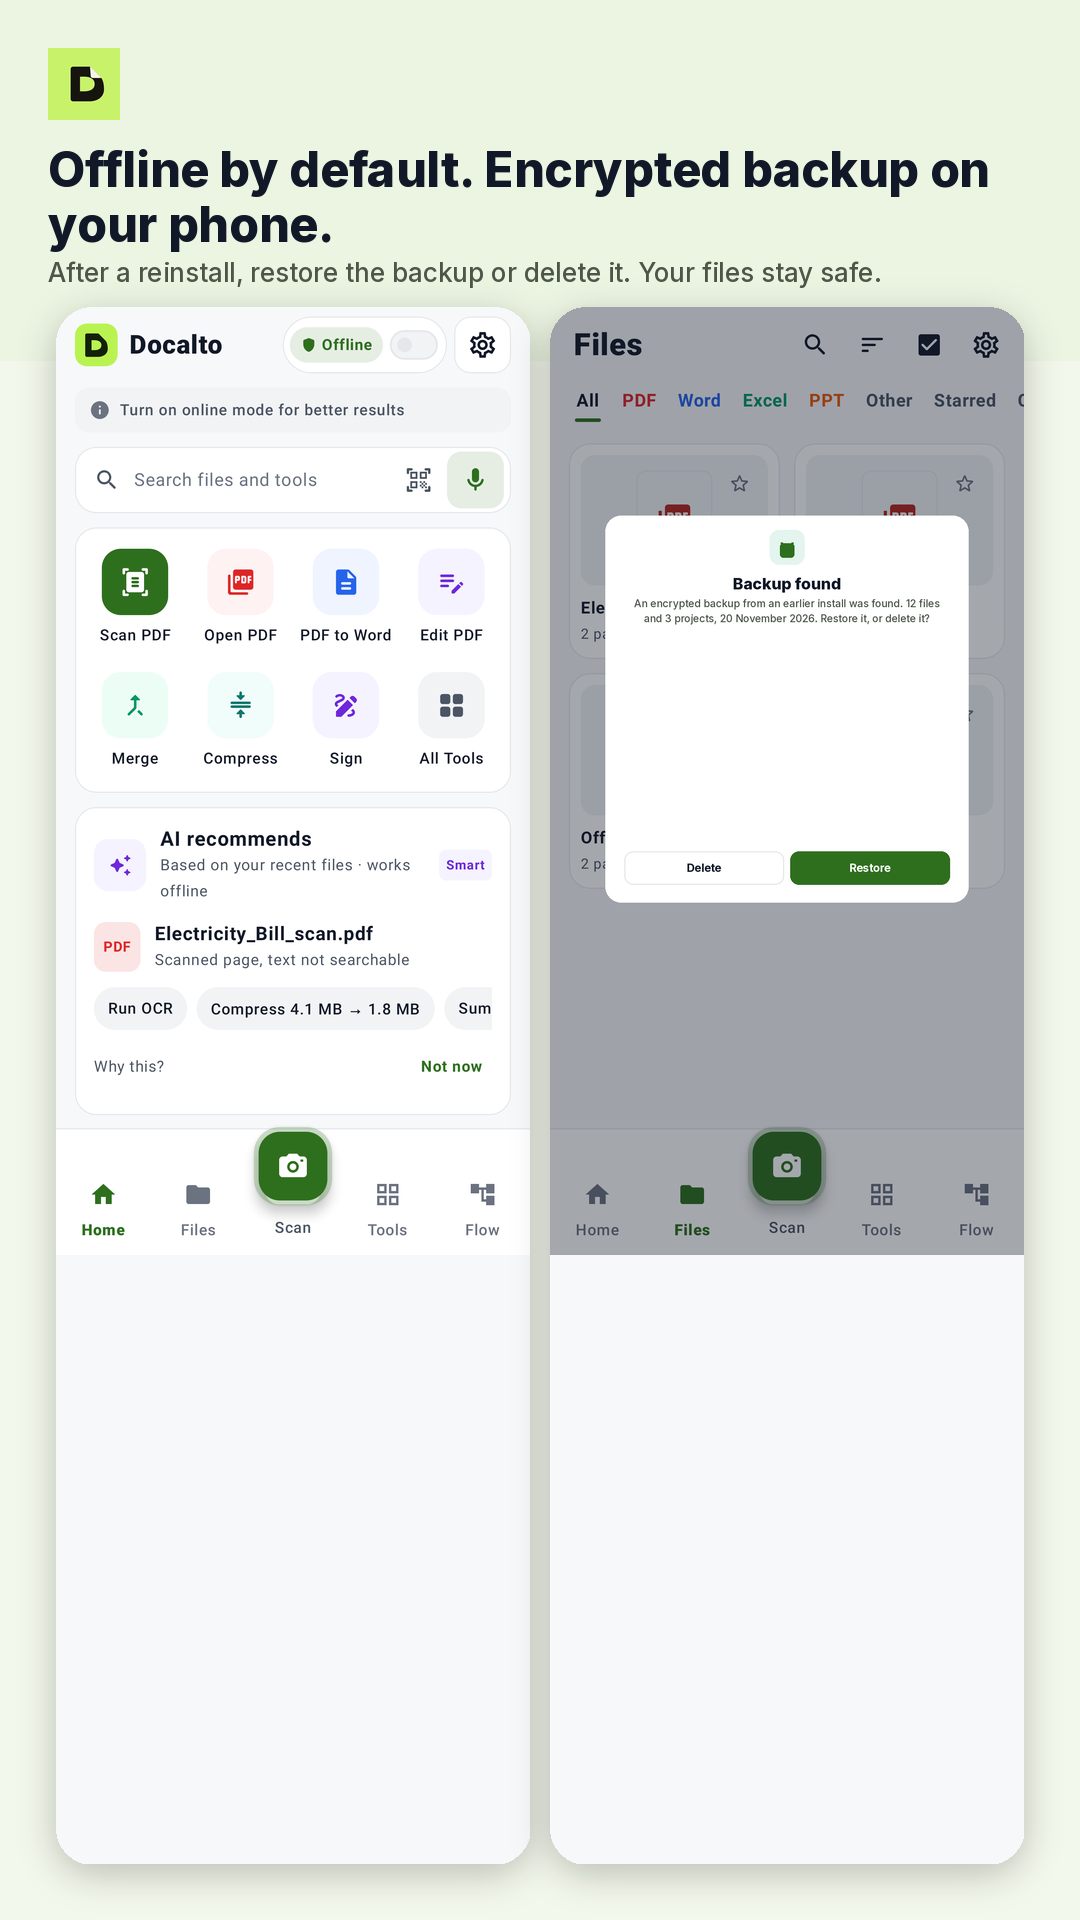 Offline by default. Encrypted backup on
your phone.
After a reinstall, restore the backup or delete it. Your files stay safe.
Docalto
Offline
Turn on online mode for better results
Search files and tools
Scan PDF
Open PDF
PDF to Word
Edit PDF
Merge
Compress
Sign
All Tools
AI recommends
Based on your recent files · works
offline
Smart
PDF
Electricity_Bill_scan.pdf
Scanned page, text not searchable
Run OCR
Compress 4.1 MB → 1.8 MB
Sum
Why this?
Not now
Home
Files
Scan
Tools
Flow
Files
All
PDF
Word
Excel
PPT
Other
Starred
Ele
2 pa
Off
2 pa
Backup found
An encrypted backup from an earlier install was found. 12 files
and 3 projects, 20 November 2026. Restore it, or delete it?
Delete
Restore
Home
Files
Scan
Tools
Flow